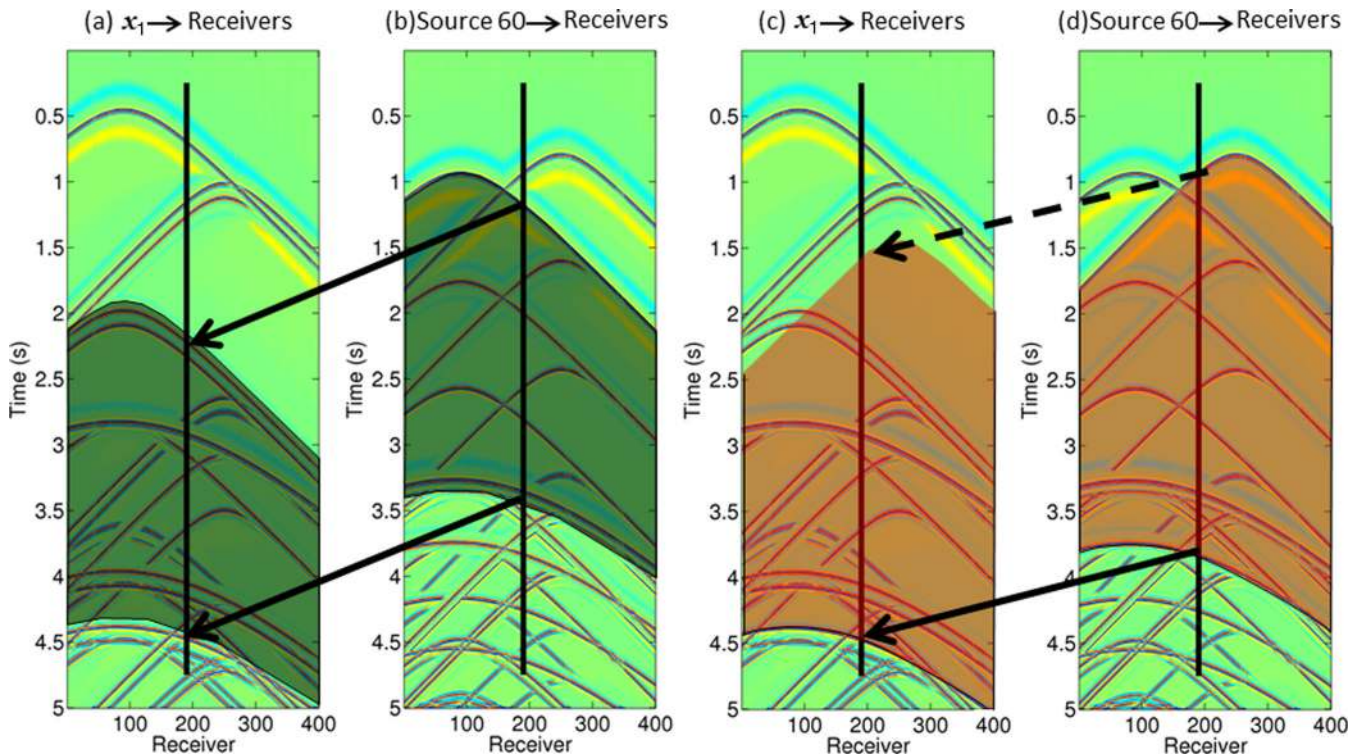 (a) x₁→ Receivers
(b)Source 60→Receivers
(c) x₁→ Receivers
(d)Source 60→Receivers
0.5
1
1.5
2
2.5
3
3.5
4
4.5
5
Time (s)
100 200 300 400
Receiver
0.5
1
1.5
2
2.5
3
3.5
4
4.5
5
Time (s)
100 200 300 400
Receiver
0.5
1
1.5
2
2.5
3
3.5
4
4.5
5
Time (s)
100 200 300 400
Receiver
0.5
1
1.5
2
2.5
3
3.5
4
4.5
5
Time (s)
100 200 300 400
Receiver